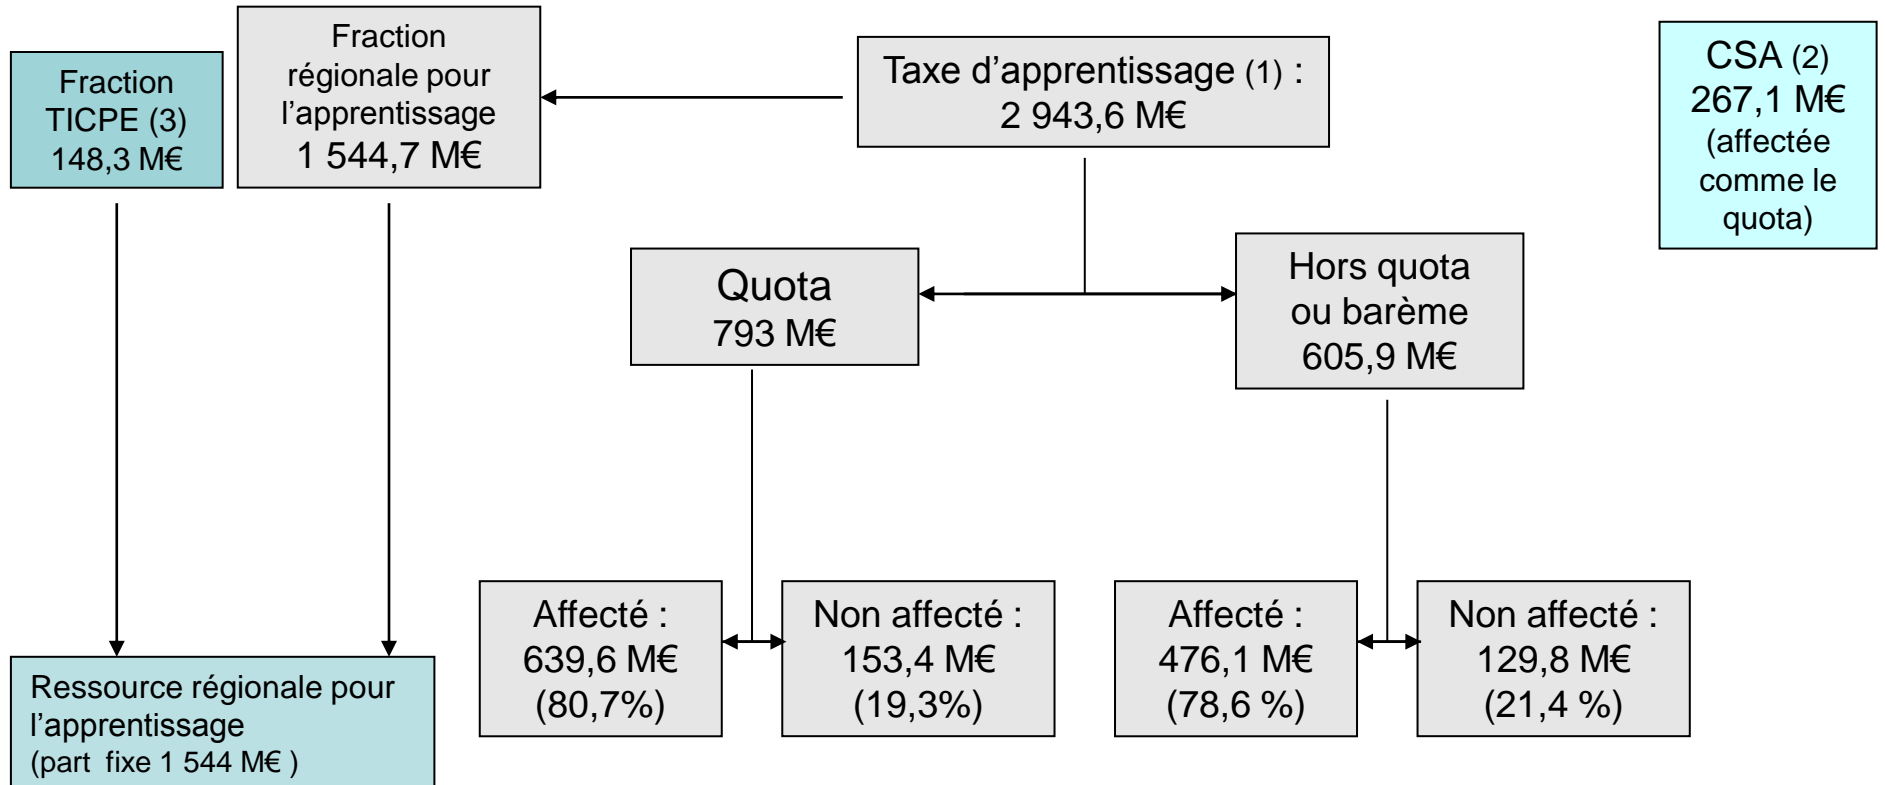 Fraction
TICPE (3)
148,3 M€
Fraction
régionale pour
l’apprentissage
1 544,7 M€
Taxe d’apprentissage (1) :
2 943,6 M€
CSA (2)
267,1 M€
(affectée
comme le
quota)
Quota
793 M€
Hors quota
ou barème
605,9 M€
Affecté :
639,6 M€
(80,7%)
Non affecté :
153,4 M€
(19,3%)
Affecté :
476,1 M€
(78,6 %)
Non affecté :
129,8 M€
(21,4 %)
Ressource régionale pour
l’apprentissage
(part fixe 1 544 M€ )